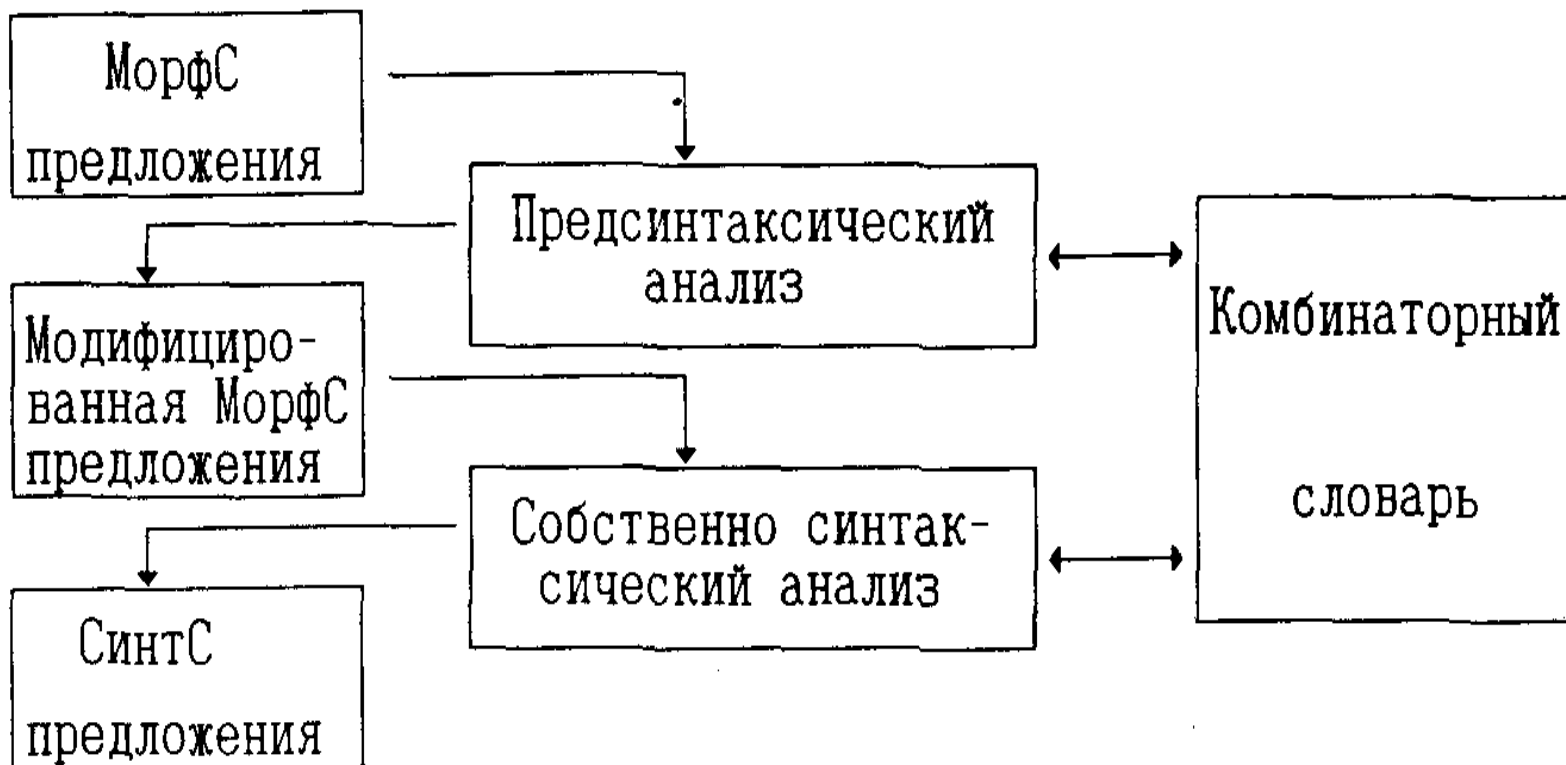 МорфС
предложения
Предсинтаксический
анализ
Модифициро-
ванная МорфС
предложения
Собственно синтак-
сический анализ
СинтС
предложения
Комбинаторный
словарь